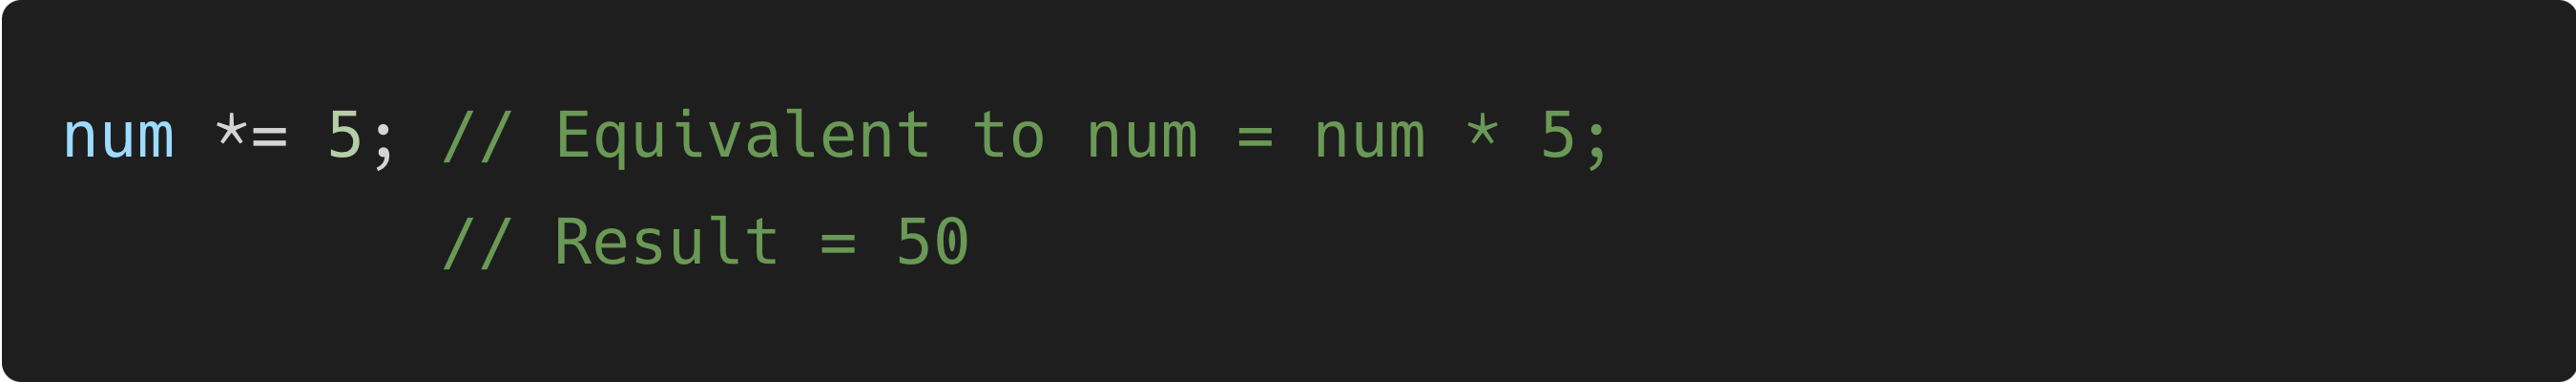 num *= 5; // Equivalent to num = num * 5;
// Result = 50